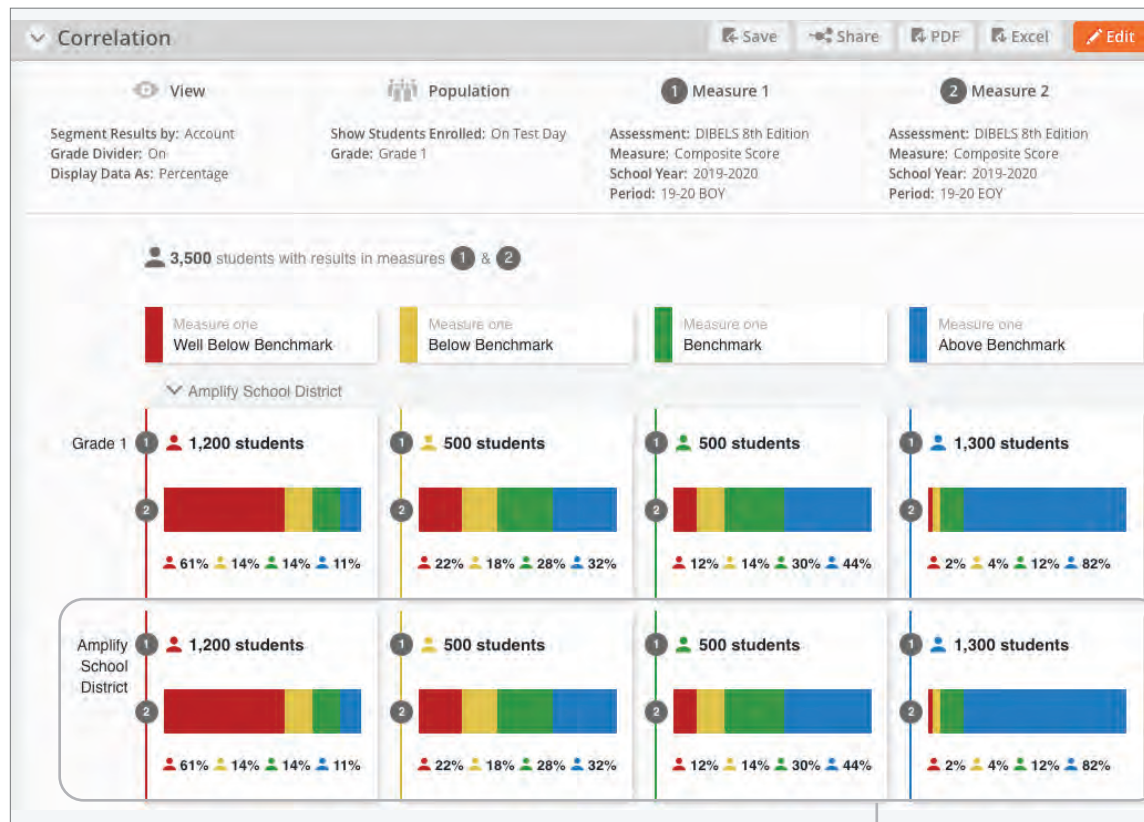 Correlation
Save
Share
PDF
Excel
Edit
View
Segment Results by: Account
Grade Divider: On
Display Data As: Percentage
Population
Show Students Enrolled: On Test Day
Grade: Grade 1
1 Measure 1
Assessment: DIBELS 8th Edition
Measure: Composite Score
School Year: 2019-2020
Period: 19-20 BOY
2 Measure 2
Assessment: DIBELS 8th Edition
Measure: Composite Score
School Year: 2019-2020
Period: 19-20 EOY
3,500 students with results in measures 1 & 2
Measure one
Well Below Benchmark
Measure one
Below Benchmark
Measure one
Benchmark
Measure one
Above Benchmark
Amplify School District
Grade 1
1 1,200 students
2
61% 14% 14% 11%
1 500 students
2
22% 18% 28% 32%
1 500 students
2
12% 14% 30% 44%
1 1,300 students
2
2% 4% 12% 82%
Amplify
School
District
1 1,200 students
2
61% 14% 14% 11%
1 500 students
2
22% 18% 28% 32%
1 500 students
2
12% 14% 30% 44%
1 1,300 students
2
2% 4% 12% 82%